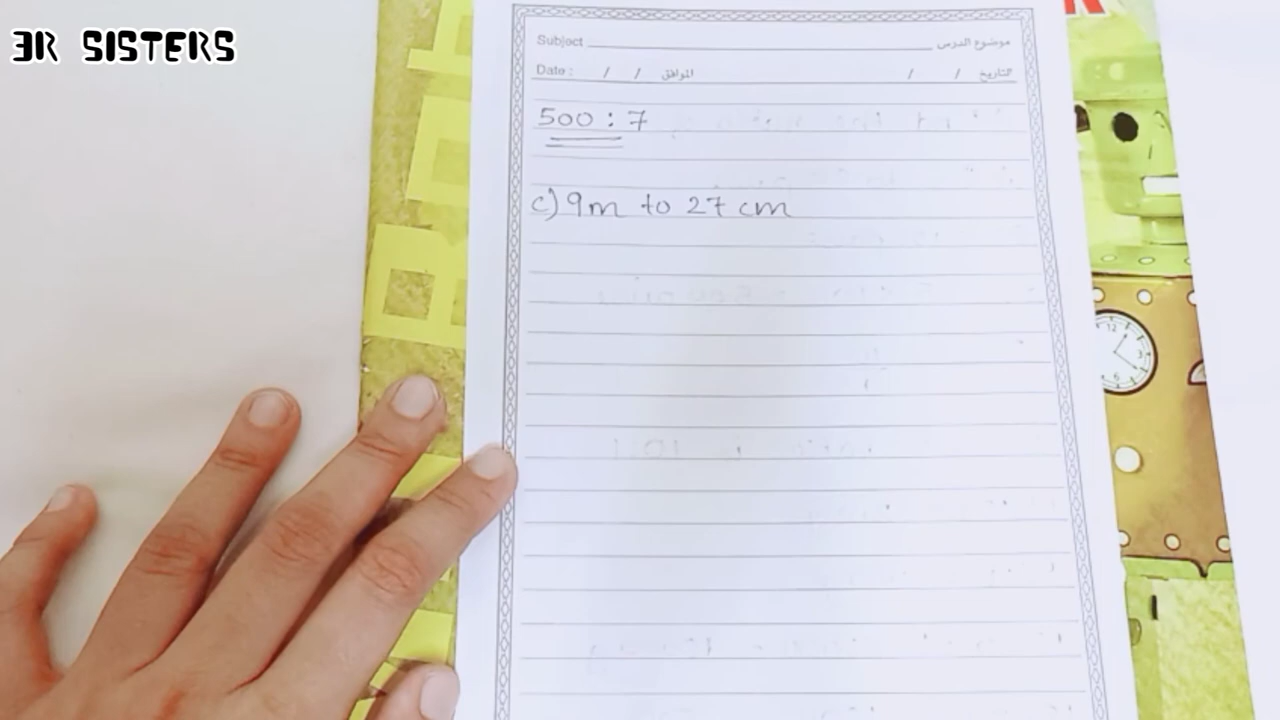 3R SISTERS
Subject موضوع الدرس
Date : / / الموافق / / التاريخ
500 : 7
c) 9m to 27 cm